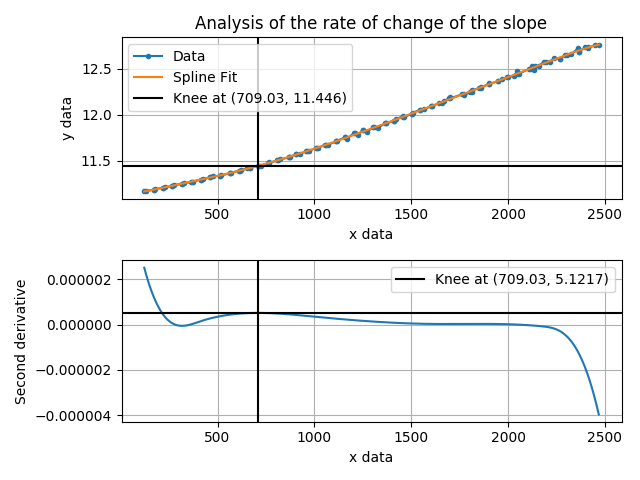 Analysis of the rate of change of the slope
12.5
12.0
11.5
y data
Data
Spline Fit
Knee at (709.03, 11.446)
500 1000 1500 2000 2500
x data
0.000002
0.000000
−0.000002
−0.000004
Second derivative
Knee at (709.03, 5.1217)
500 1000 1500 2000 2500
x data